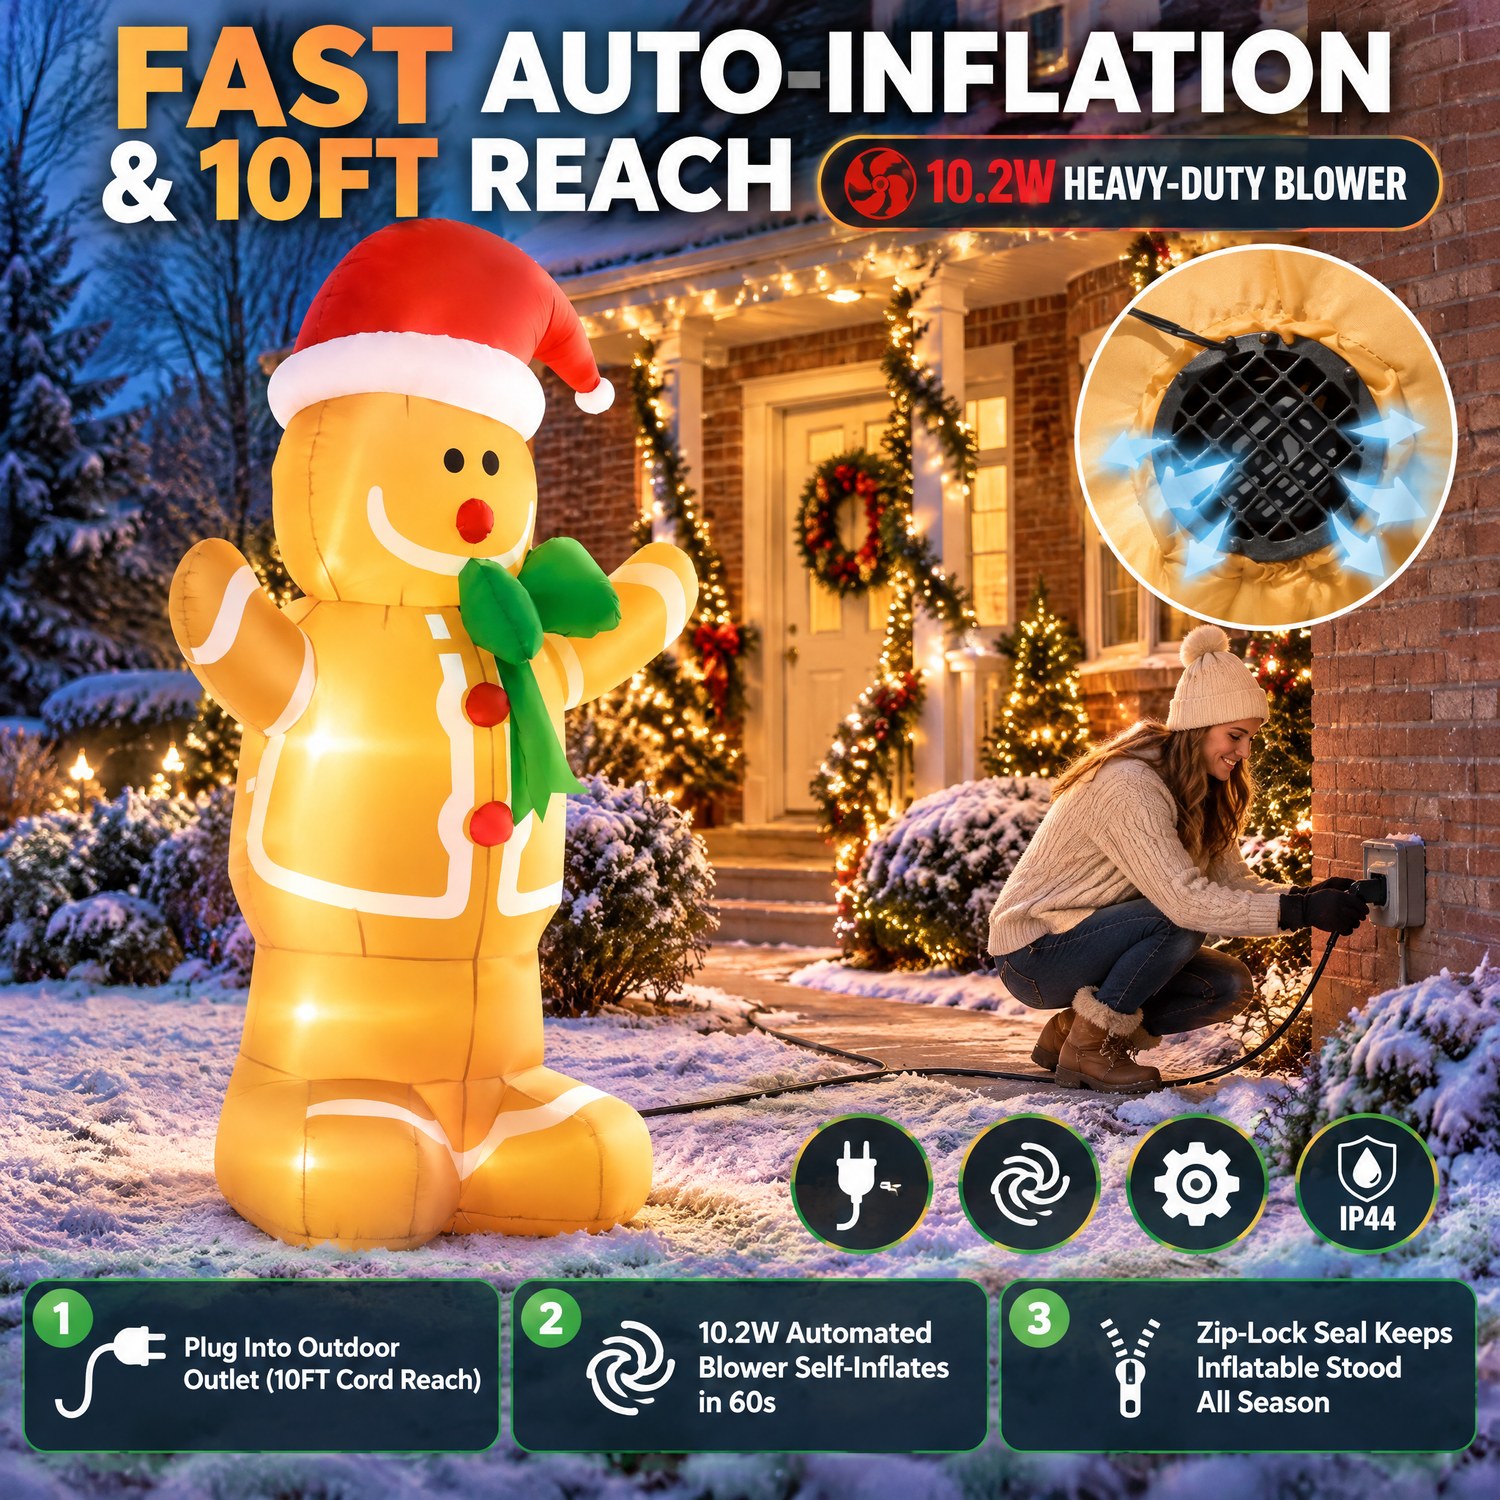 FAST AUTO-INFLATION
& 10FT REACH
10.2W HEAVY-DUTY BLOWER
IP44
1
Plug Into Outdoor
Outlet (10FT Cord Reach)
2
10.2W Automated
Blower Self-Inflates
in 60s
3
Zip-Lock Seal Keeps
Inflatable Stood
All Season